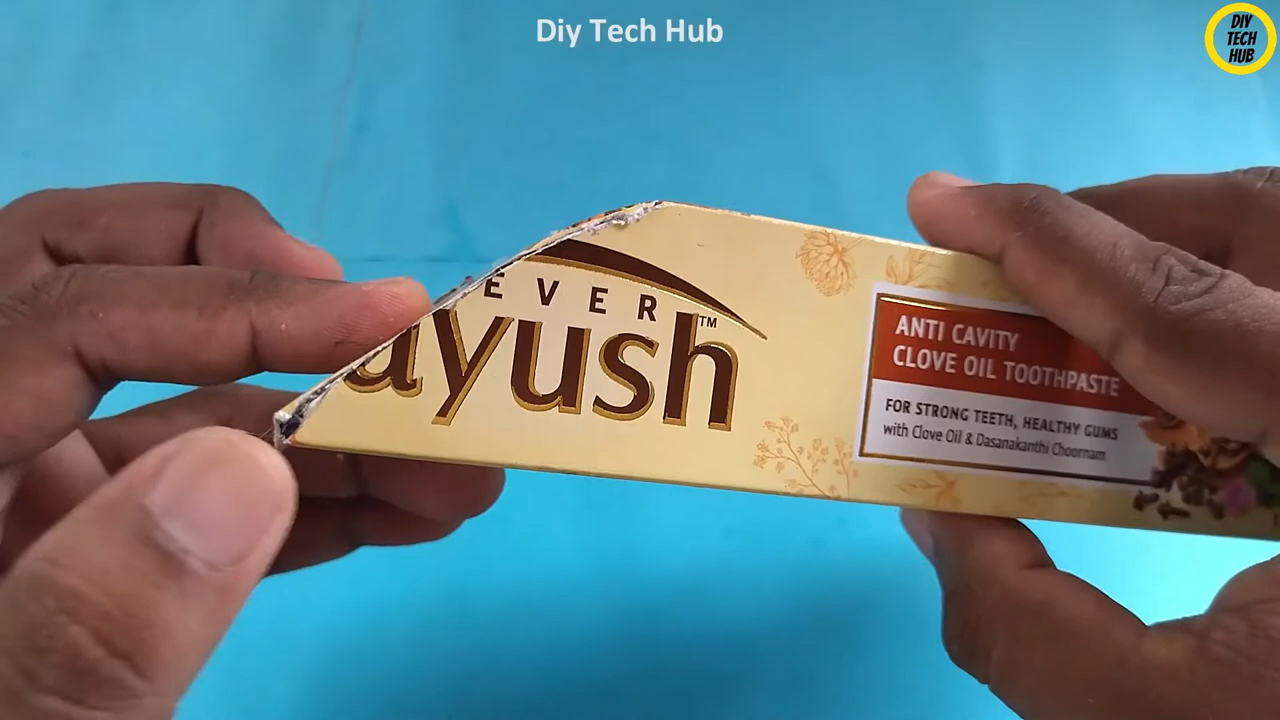 Diy Tech Hub
DIY
TECH
HUB
EVER
ayush™
ANTI CAVITY
CLOVE OIL TOOTHPASTE
FOR STRONG TEETH, HEALTHY GUMS
with Clove Oil & Dasanakanthi Choornam